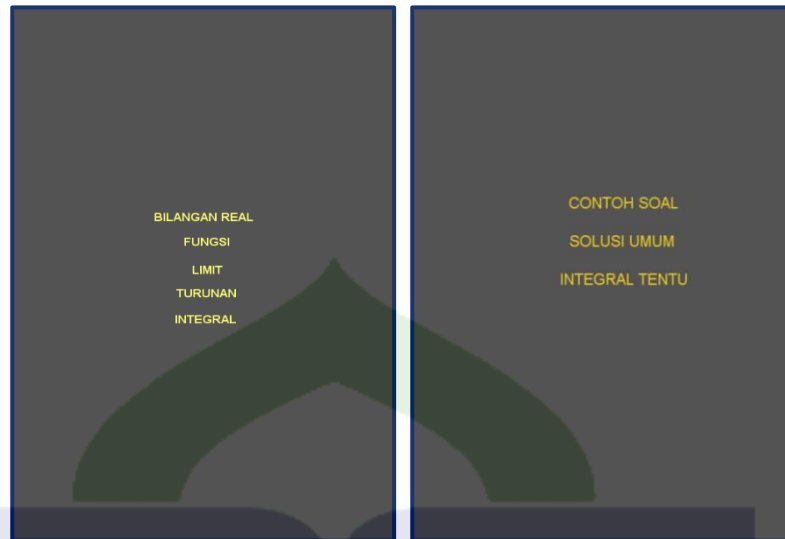 BILANGAN REAL
FUNGSI
LIMIT
TURUNAN
INTEGRAL
CONTOH SOAL
SOLUSI UMUM
INTEGRAL TENTU